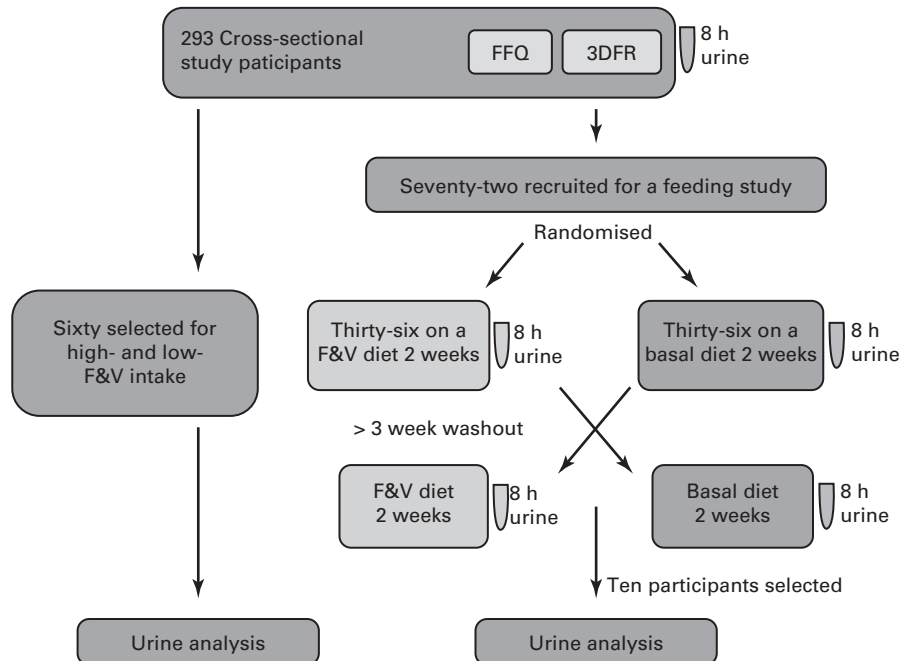 293 Cross-sectional
study paticipants
FFQ
3DFR
8 h
urine
Seventy-two recruited for a feeding study
Randomised
Sixty selected for
high- and low-
F&V intake
Thirty-six on a
F&V diet 2 weeks
8 h
urine
Thirty-six on a
basal diet 2 weeks
8 h
urine
> 3 week washout
F&V diet
2 weeks
8 h
urine
Basal diet
2 weeks
8 h
urine
Ten participants selected
Urine analysis
Urine analysis